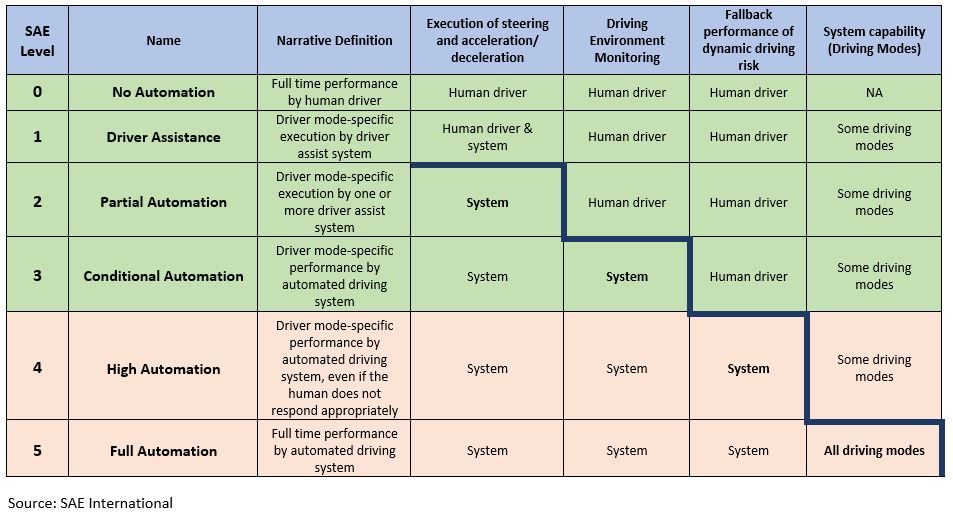 SAE
Level
Name
Narrative Definition
Execution of steering
and acceleration/
deceleration
Driving
Environment
Monitoring
Fallback
performance of
dynamic driving
risk
System capability
(Driving Modes)
0
No Automation
Full time performance
by human driver
Human driver
Human driver
Human driver
NA
1
Driver Assistance
Driver mode-specific
execution by driver
assist system
Human driver &
system
Human driver
Human driver
Some driving
modes
2
Partial Automation
Driver mode-specific
execution by one or
more driver assist
system
System
Human driver
Human driver
Some driving
modes
3
Conditional Automation
Driver mode-specific
performance by
automated driving
system
System
System
Human driver
Some driving
modes
4
High Automation
Driver mode-specific
performance by
automated driving
system, even if the
human does not
respond appropriately
System
System
System
Some driving
modes
5
Full Automation
Full time performance
by automated driving
system
System
System
System
All driving modes
Source: SAE International